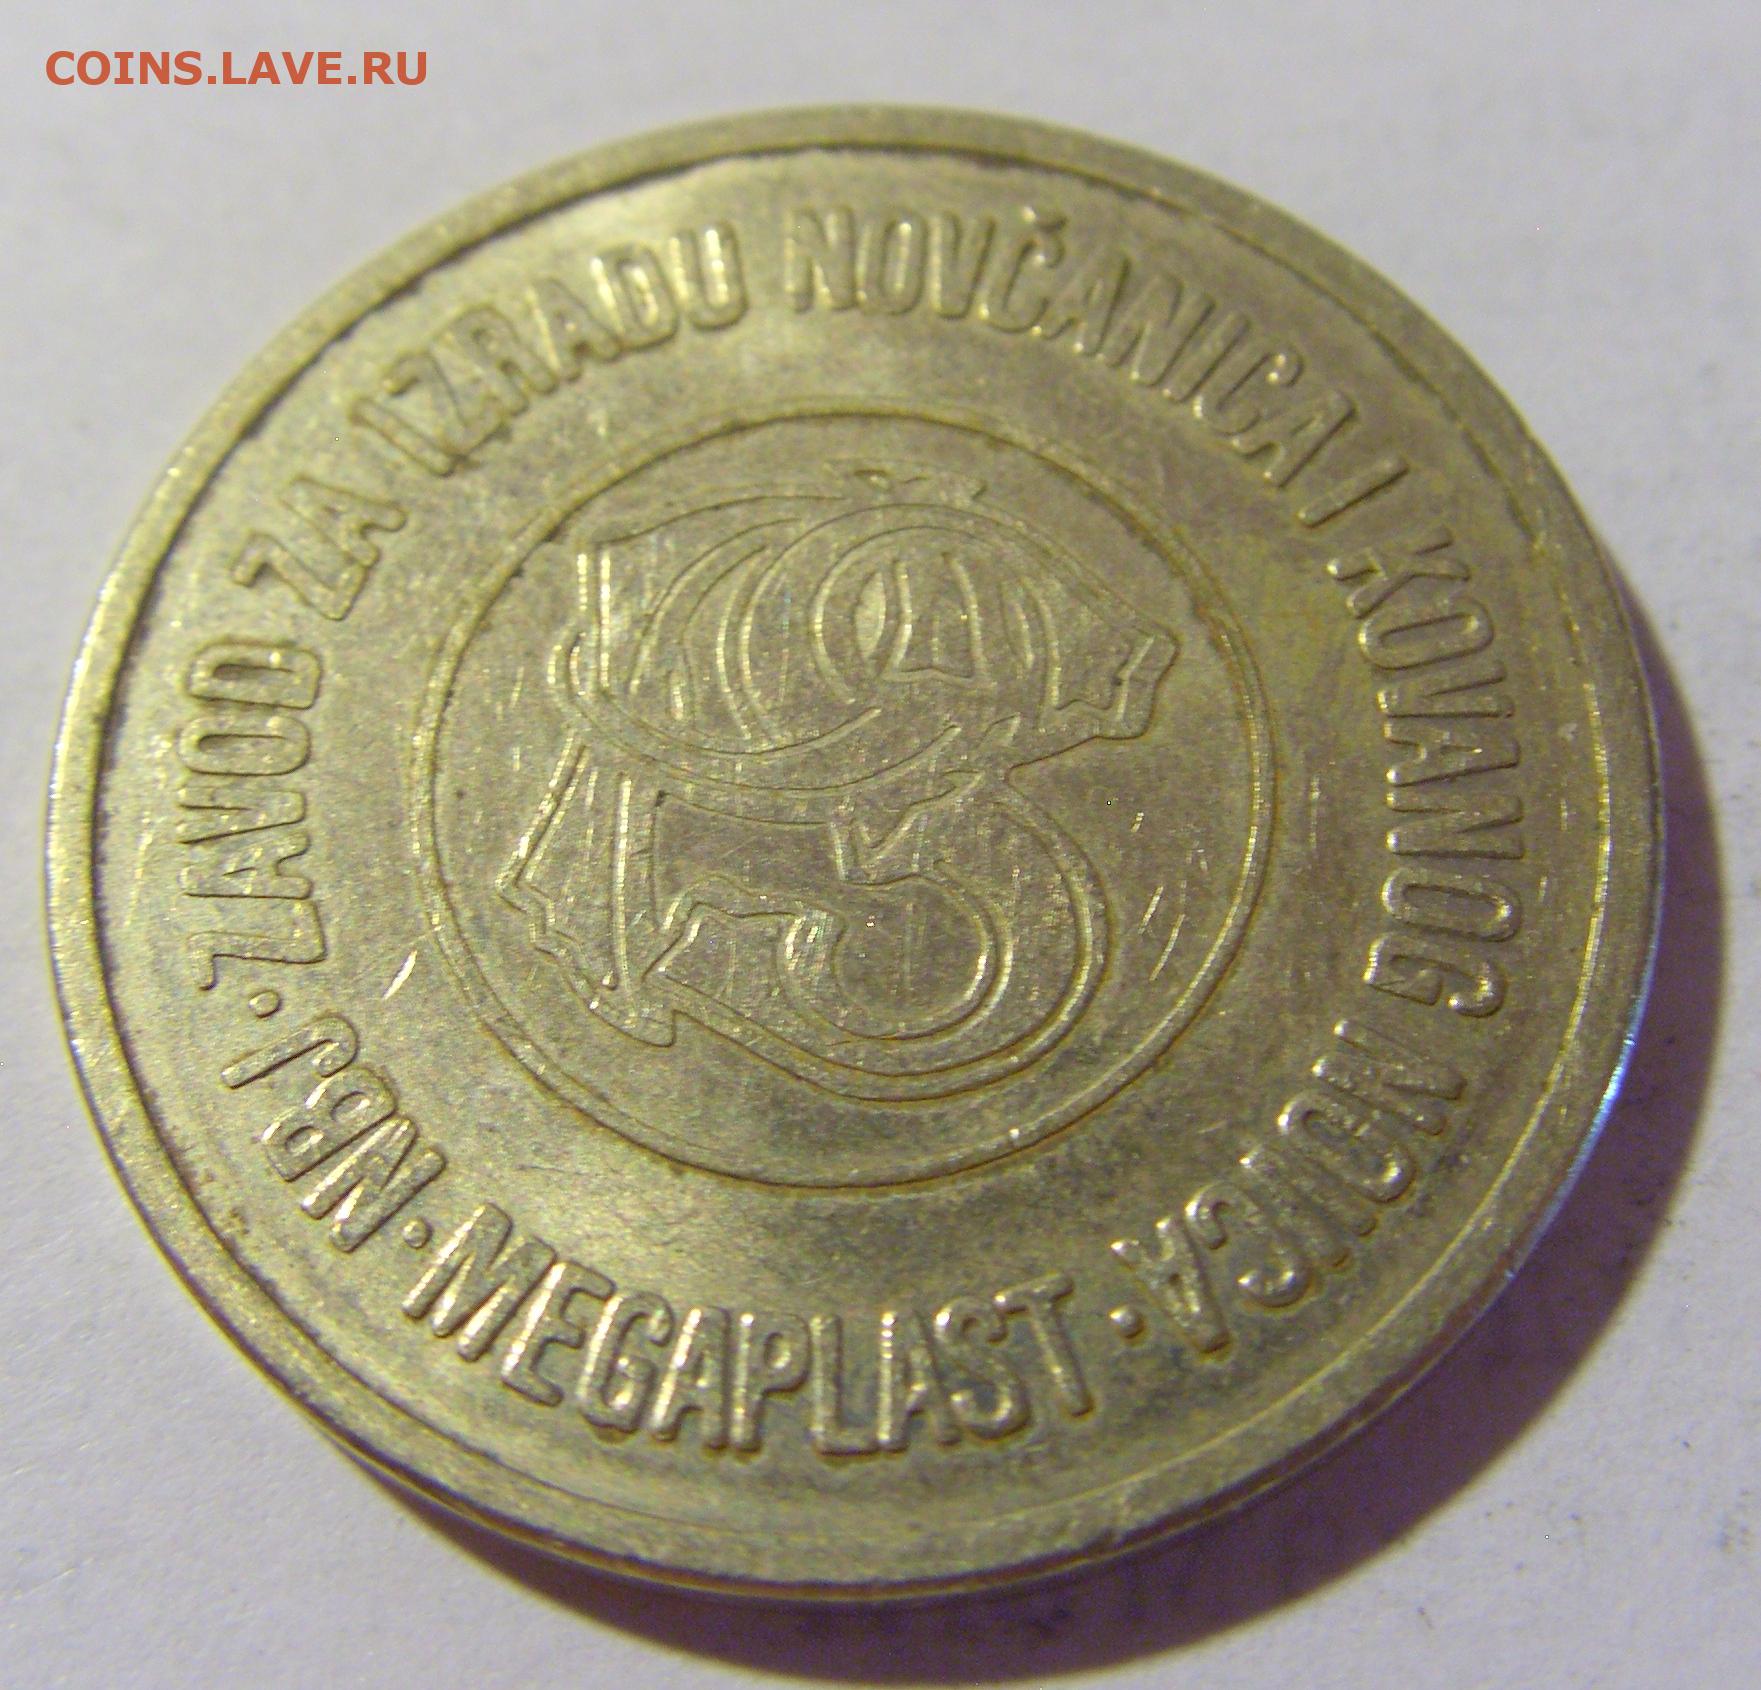 COINS.LAVE.RU
ZAVOD ZA IZRADU NOVČANICA I KOVANOG NOVCA · MEGAPLAST · NBJ ·